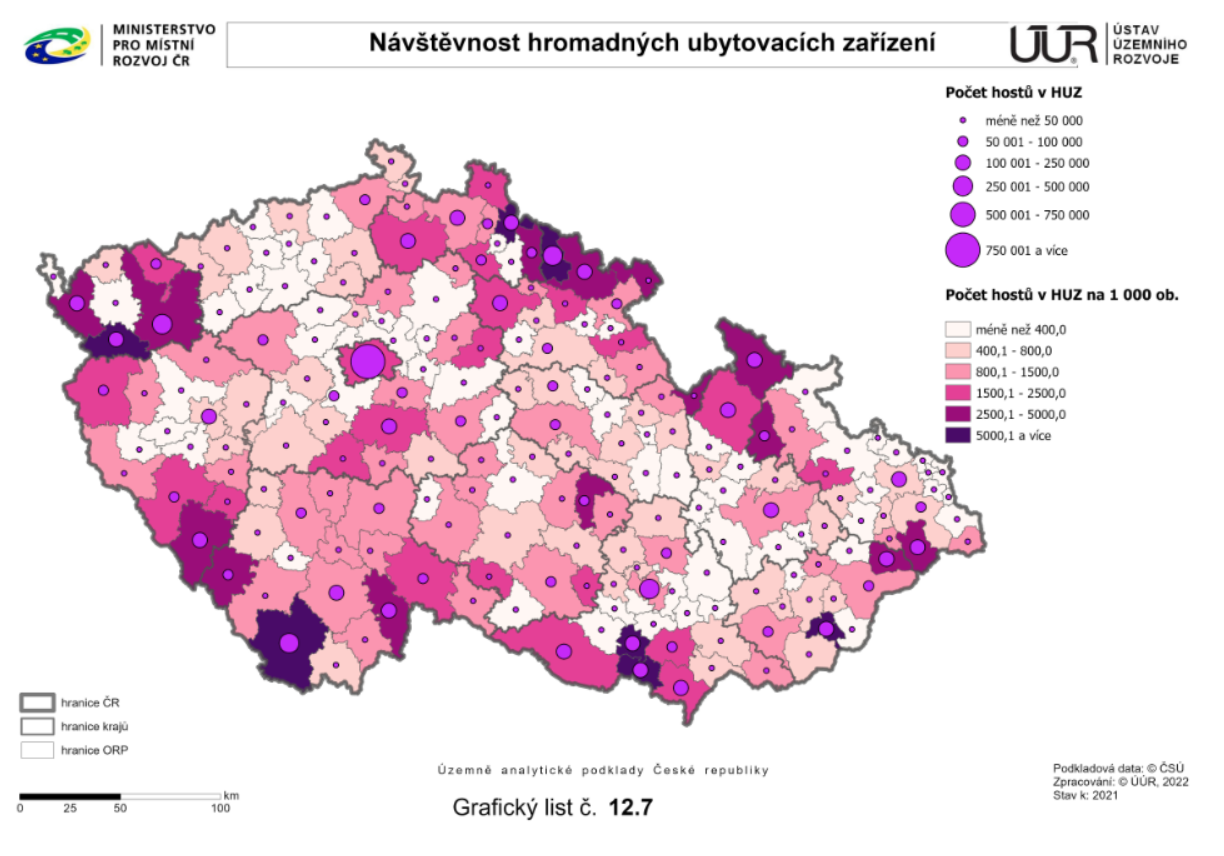 MINISTERSTVO
PRO MÍSTNÍ
ROZVOJ ČR
Návštěvnost hromadných ubytovacích zařízení
ÚÚR
®
ÚSTAV
ÚZEMNÍHO
ROZVOJE
Počet hostů v HUZ
méně než 50 000
50 001 - 100 000
100 001 - 250 000
250 001 - 500 000
500 001 - 750 000
750 001 a více
Počet hostů v HUZ na 1 000 ob.
méně než 400,0
400,1 - 800,0
800,1 - 1500,0
1500,1 - 2500,0
2500,1 - 5000,0
5000,1 a více
hranice ČR
hranice krajů
hranice ORP
km
0 25 50 100
Územně analytické podklady České republiky
Grafický list č. 12.7
Podkladová data: © ČSÚ
Zpracování: © ÚÚR, 2022
Stav k: 2021